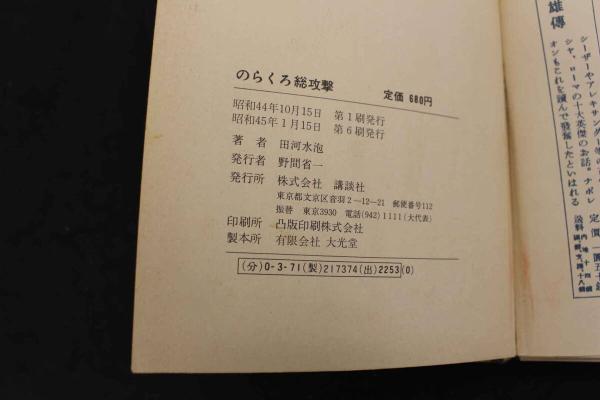 のらくろ総攻撃
定価 680円
昭和44年10月15日 第1刷発行
昭和45年1月15日 第6刷発行
著者 田河水泡
発行者 野間省一
発行所 株式会社 講談社
東京都文京区音羽2-12-21 郵便番号112
振替 東京3930 電話(942)1111(大代表)
印刷所 凸版印刷株式会社
製本所 有限会社 大光堂
(分)0-3-71(製)217374(出)2253(0)
雄傳
シーザーやアレキサンダー等の
シヤ、ローマの十大英傑のお話。ナポレ
オンもこれを讀んで發奮したといはれる